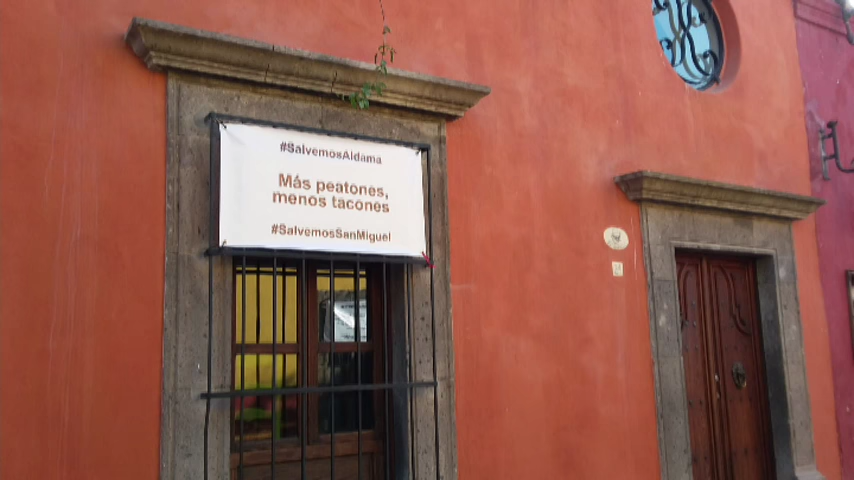 #SalvemosAldama
Más peatones,
menos tacones
#SalvemosSanMiguel